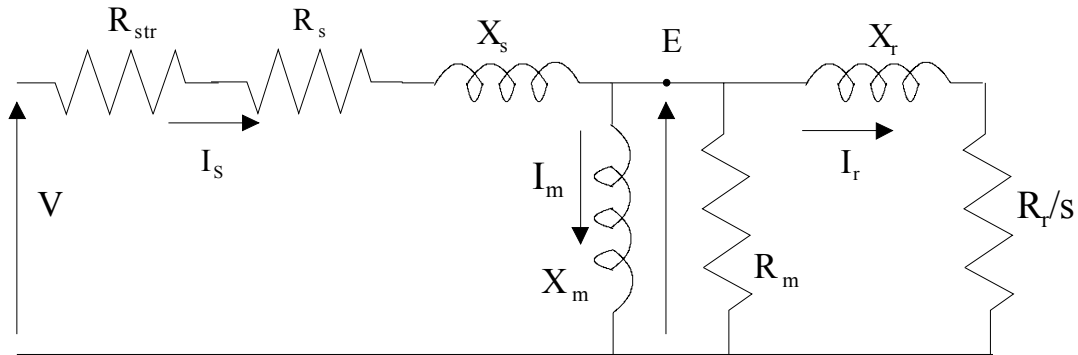 R_str
R_s
X_s
E
X_r
I_S
I_m
I_r
V
R_r/s
X_m
R_m